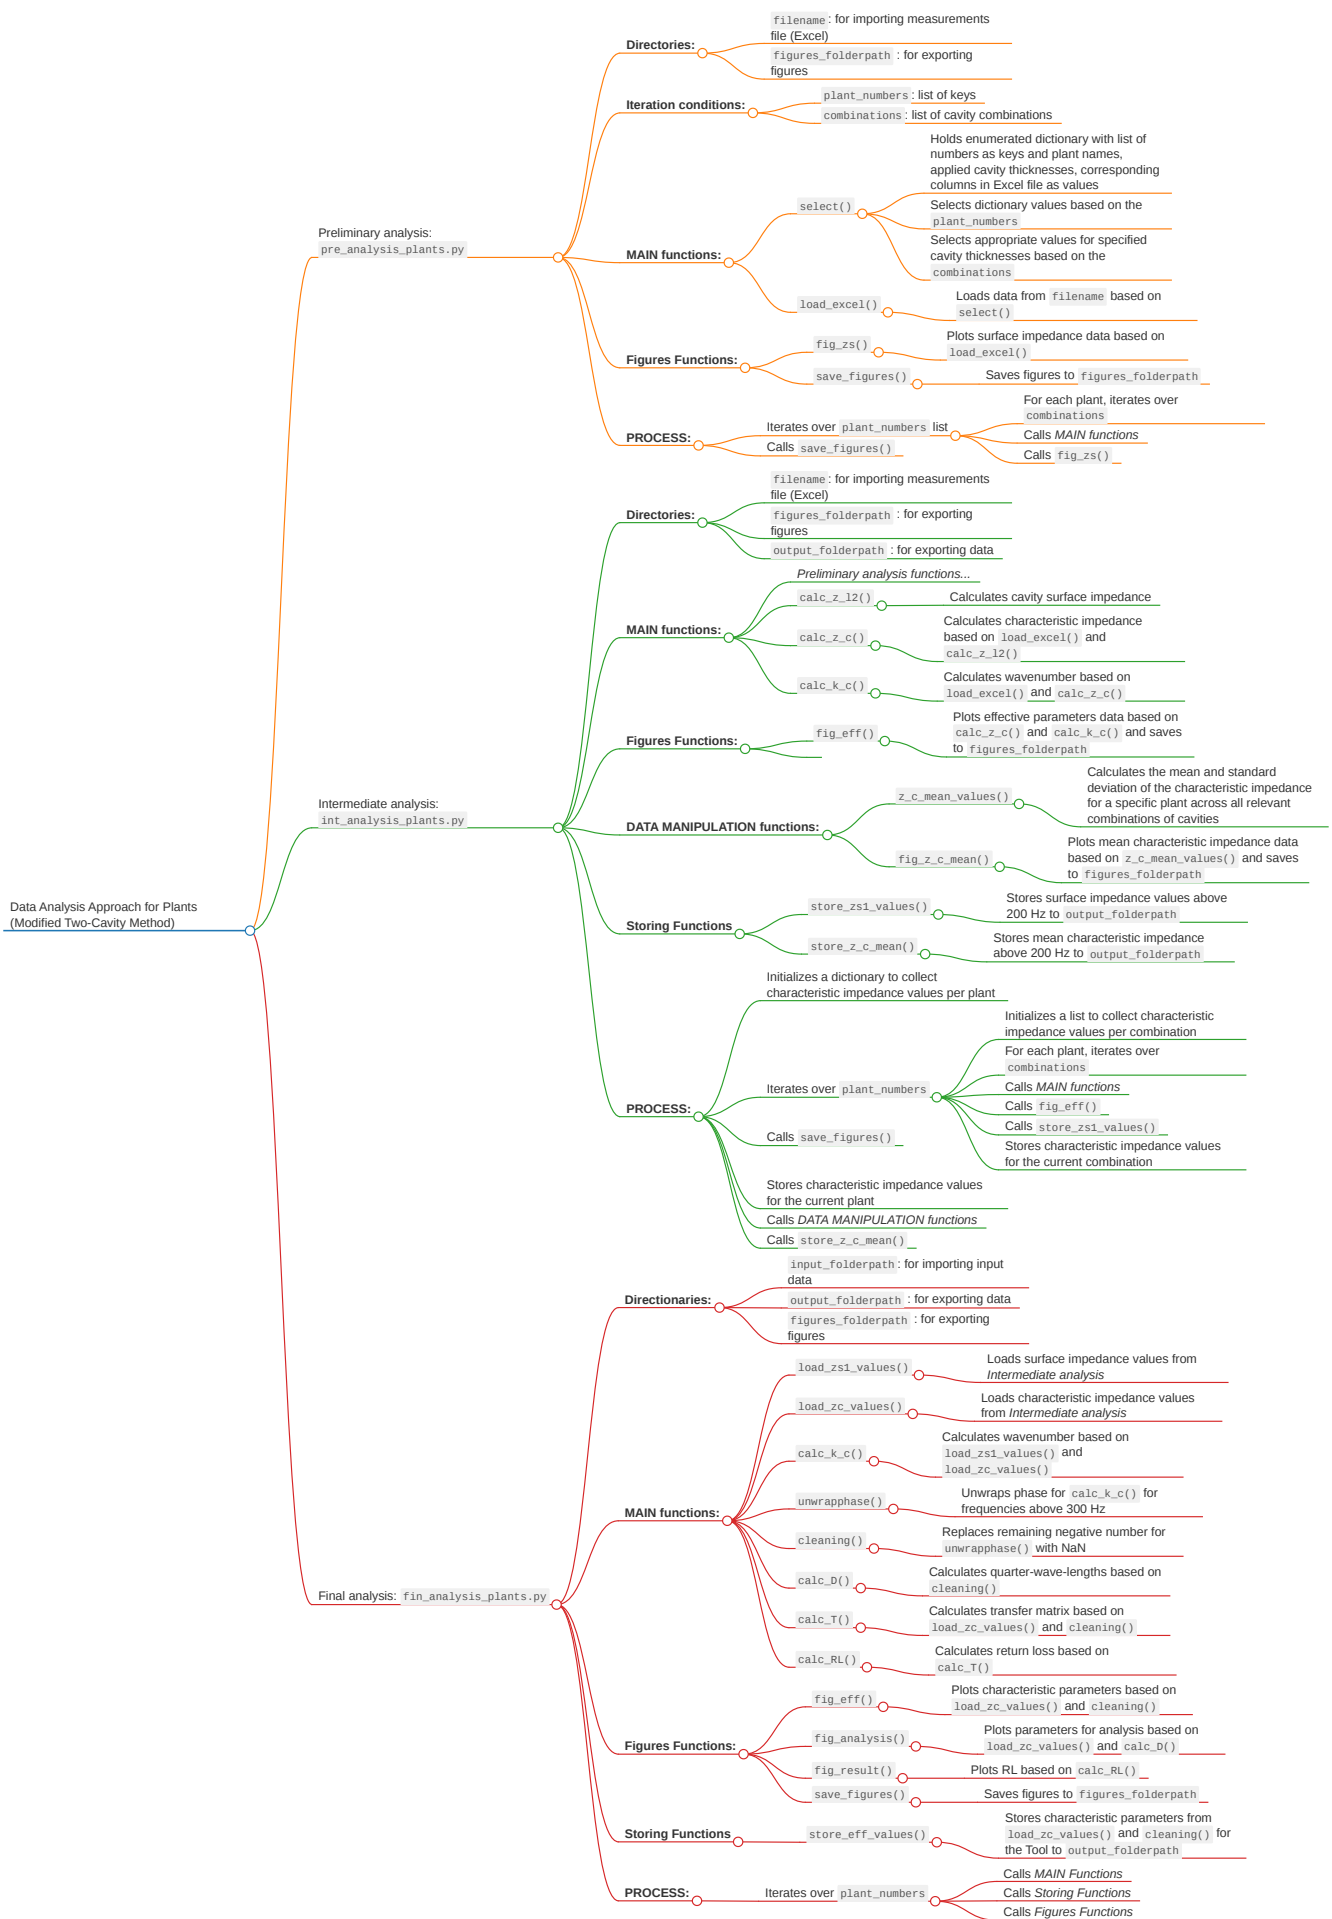 Data Analysis Approach for Plants
(Modified Two-Cavity Method)
Preliminary analysis:
pre_analysis_plants.py
Directories:
filename: for importing measurements
file (Excel)
figures_folderpath : for exporting
figures
Iteration conditions:
plant_numbers: list of keys
combinations: list of cavity combinations
MAIN functions:
select()
Holds enumerated dictionary with list of
numbers as keys and plant names,
applied cavity thicknesses, corresponding
columns in Excel file as values
Selects dictionary values based on the
plant_numbers
Selects appropriate values for specified
cavity thicknesses based on the
combinations
load_excel()
Loads data from filename based on
select()
Figures Functions:
fig_zs()
Plots surface impedance data based on
load_excel()
save_figures()
Saves figures to figures_folderpath
PROCESS:
Iterates over plant_numbers list
For each plant, iterates over
combinations
Calls MAIN functions
Calls fig_zs()
Calls save_figures()
Intermediate analysis:
int_analysis_plants.py
Directories:
filename: for importing measurements
file (Excel)
figures_folderpath : for exporting
figures
output_folderpath : for exporting data
MAIN functions:
Preliminary analysis functions...
calc_z_l2()
Calculates cavity surface impedance
calc_z_c()
Calculates characteristic impedance
based on load_excel() and
calc_z_l2()
calc_k_c()
Calculates wavenumber based on
load_excel() and calc_z_c()
Figures Functions:
fig_eff()
Plots effective parameters data based on
calc_z_c() and calc_k_c() and saves
to figures_folderpath
DATA MANIPULATION functions:
z_c_mean_values()
Calculates the mean and standard
deviation of the characteristic impedance
for a specific plant across all relevant
combinations of cavities
fig_z_c_mean()
Plots mean characteristic impedance data
based on z_c_mean_values() and saves
to figures_folderpath
Storing Functions
store_zs1_values()
Stores surface impedance values above
200 Hz to output_folderpath
store_z_c_mean()
Stores mean characteristic impedance
above 200 Hz to output_folderpath
PROCESS:
Initializes a dictionary to collect
characteristic impedance values per plant
Iterates over plant_numbers
Initializes a list to collect characteristic
impedance values per combination
For each plant, iterates over
combinations
Calls MAIN functions
Calls fig_eff()
Calls store_zs1_values()
Stores characteristic impedance values
for the current combination
Calls save_figures()
Stores characteristic impedance values
for the current plant
Calls DATA MANIPULATION functions
Calls store_z_c_mean()
Final analysis: fin_analysis_plants.py
Directionaries:
input_folderpath: for importing input
data
output_folderpath : for exporting data
figures_folderpath : for exporting
figures
MAIN functions:
load_zs1_values()
Loads surface impedance values from
Intermediate analysis
load_zc_values()
Loads characteristic impedance values
from Intermediate analysis
calc_k_c()
Calculates wavenumber based on
load_zs1_values() and
load_zc_values()
unwrapphase()
Unwraps phase for calc_k_c() for
frequencies above 300 Hz
cleaning()
Replaces remaining negative number for
unwrapphase() with NaN
calc_D()
Calculates quarter-wave-lengths based on
cleaning()
calc_T()
Calculates transfer matrix based on
load_zc_values() and cleaning()
calc_RL()
Calculates return loss based on
calc_T()
Figures Functions:
fig_eff()
Plots characteristic parameters based on
load_zc_values() and cleaning()
fig_analysis()
Plots parameters for analysis based on
load_zc_values() and calc_D()
fig_result()
Plots RL based on calc_RL()
save_figures()
Saves figures to figures_folderpath
Storing Functions
store_eff_values()
Stores characteristic parameters from
load_zc_values() and cleaning() for
the Tool to output_folderpath
PROCESS:
Iterates over plant_numbers
Calls MAIN Functions
Calls Storing Functions
Calls Figures Functions